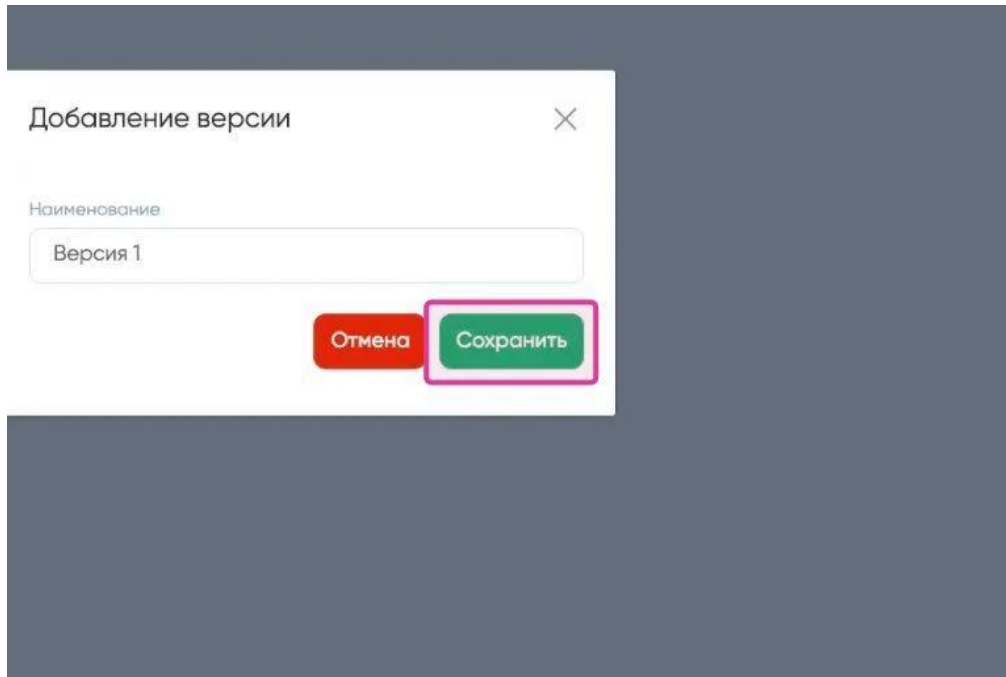 Добавление версии
Наименование
Версия 1
Отмена Сохранить